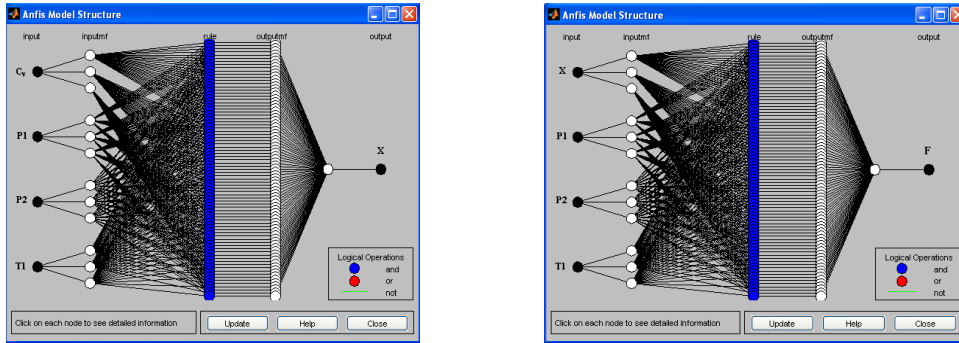 Anfis Model Structure
input inputmf rule outputmf output
Cv
P1
X
P2
T1
Logical Operations
and
or
not
Click on each node to see detailed information
Update Help Close
Anfis Model Structure
input inputmf rule outputmf output
X
P1
F
P2
T1
Logical Operations
and
or
not
Click on each node to see detailed information
Update Help Close